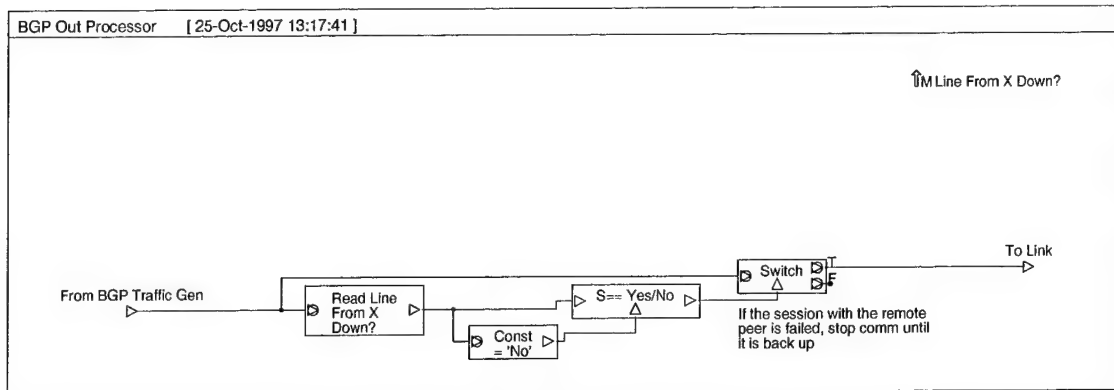 BGP Out Processor [ 25-Oct-1997 13:17:41 ]
⇑M Line From X Down?
To Link
Switch
T
F
From BGP Traffic Gen
Read Line
From X
Down?
S== Yes/No
Const
= 'No'
If the session with the remote
peer is failed, stop comm until
it is back up